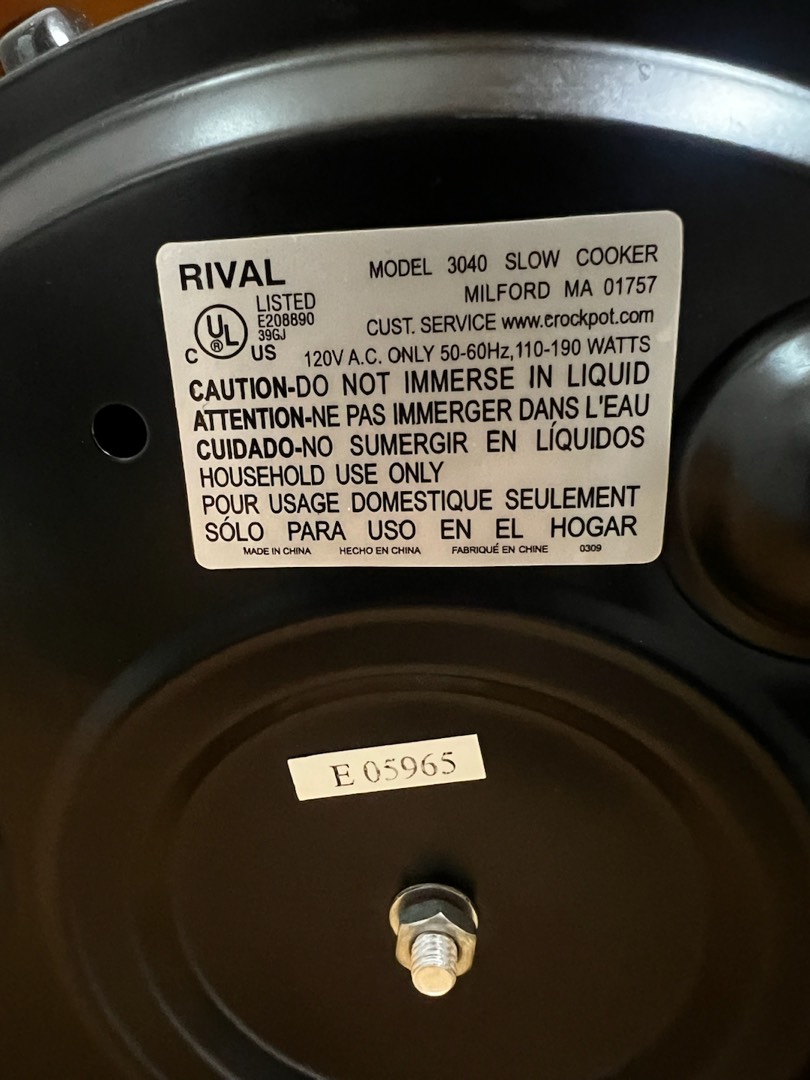 RIVAL
MODEL 3040 SLOW COOKER
MILFORD MA 01757
CUST. SERVICE www.crockpot.com
C UL ® US
LISTED
E208890
39GJ
120V A.C. ONLY 50-60Hz,110-190 WATTS
CAUTION-DO NOT IMMERSE IN LIQUID
ATTENTION-NE PAS IMMERGER DANS L'EAU
CUIDADO-NO SUMERGIR EN LÍQUIDOS
HOUSEHOLD USE ONLY
POUR USAGE DOMESTIQUE SEULEMENT
SÓLO PARA USO EN EL HOGAR
MADE IN CHINA HECHO EN CHINA FABRIQUÉ EN CHINE 0309
E 05965